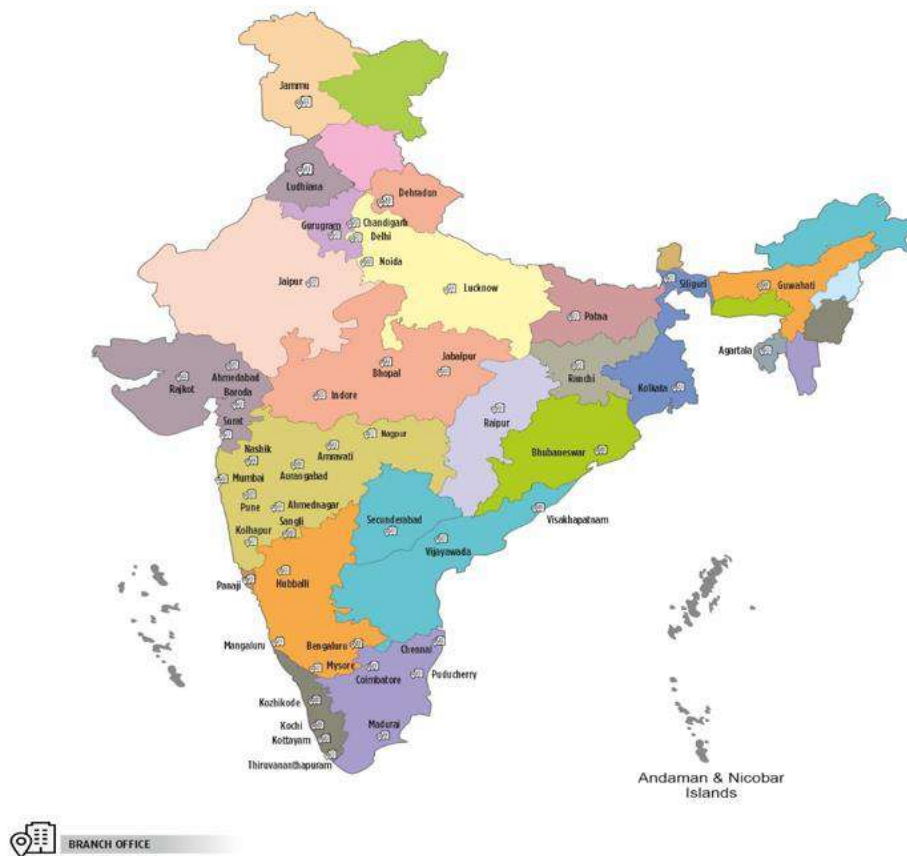 Jammu
Ludhiana
Dehradun
Chandigarh
Gurugram
Delhi
Noida
Jaipur
Lucknow
Siliguri
Guwahati
Patna
Agartala
Ahmedabad
Rajkot
Baroda
Surat
Bhopal
Jabalpur
Indore
Ranchi
Kolkata
Raipur
Nagpur
Amravati
Nashik
Aurangabad
Mumbai
Pune
Ahmednagar
Sangli
Kolhapur
Bhubaneswar
Secunderabad
Visakhapatnam
Vijayawada
Panaji
Hubballi
Mangaluru
Bengaluru
Chennai
Mysore
Coimbatore
Puducherry
Kozhikode
Kochi
Madurai
Kottayam
Thiruvananthapuram
Andaman & Nicobar
Islands
BRANCH OFFICE